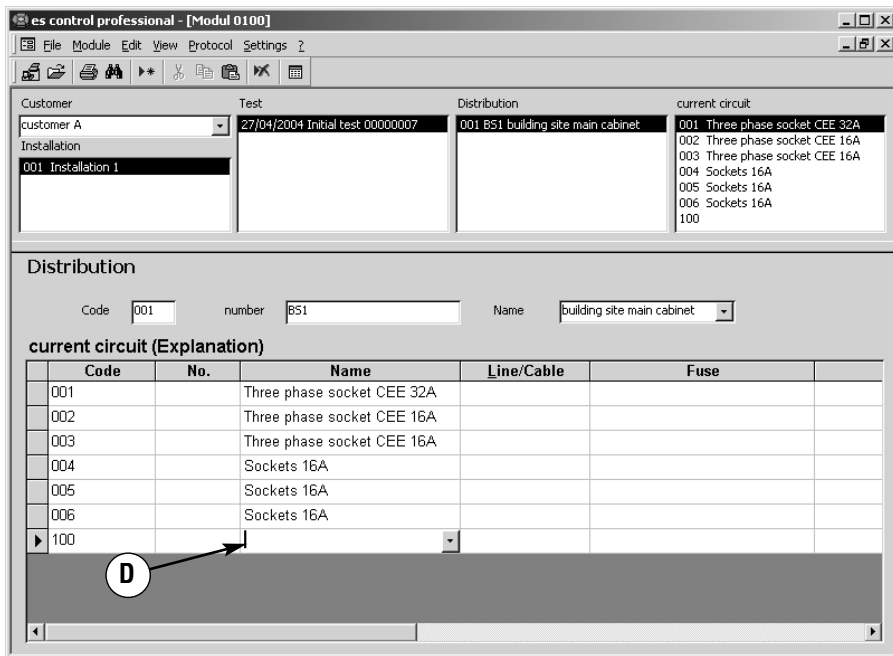 es control professional - [Modul 0100]
File Module Edit View Protocol Settings ?
Customer Test Distribution current circuit
customer A 27/04/2004 Initial test 00000007 001 BS1 building site main cabinet 001 Three phase socket CEE 32A
002 Three phase socket CEE 16A
Installation 003 Three phase socket CEE 16A
001 Installation 1 004 Sockets 16A
005 Sockets 16A
006 Sockets 16A
100
Distribution
Code 001 number BS1 Name building site main cabinet
current circuit (Explanation)
Code No. Name Line/Cable Fuse
001 Three phase socket CEE 32A
002 Three phase socket CEE 16A
003 Three phase socket CEE 16A
004 Sockets 16A
005 Sockets 16A
006 Sockets 16A
100
D